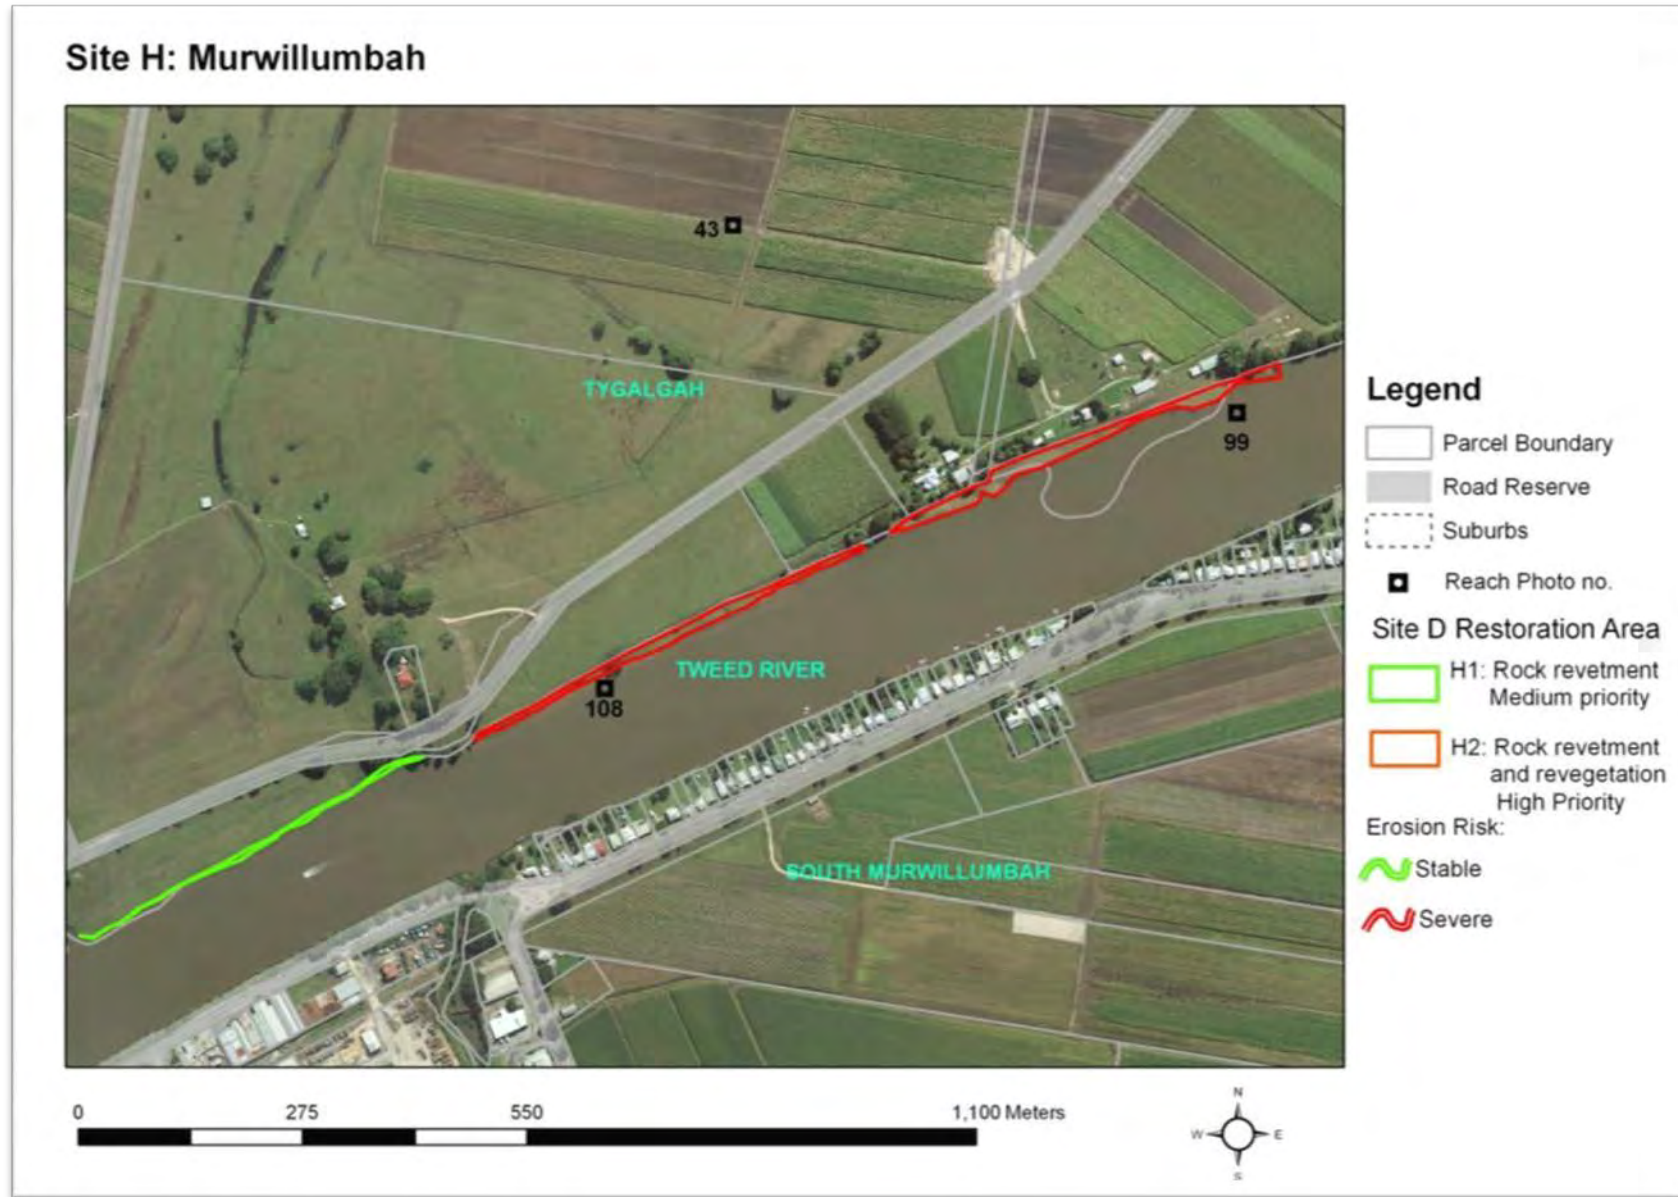 Site H: Murwillumbah
43
TYGALGAH
99
TWEED RIVER
108
SOUTH MURWILLUMBAH
Legend
Parcel Boundary
Road Reserve
Suburbs
Reach Photo no.
Site D Restoration Area
H1: Rock revetment
Medium priority
H2: Rock revetment
and revegetation
High Priority
Erosion Risk:
Stable
Severe
0 275 550 1,100 Meters
N
W E
S